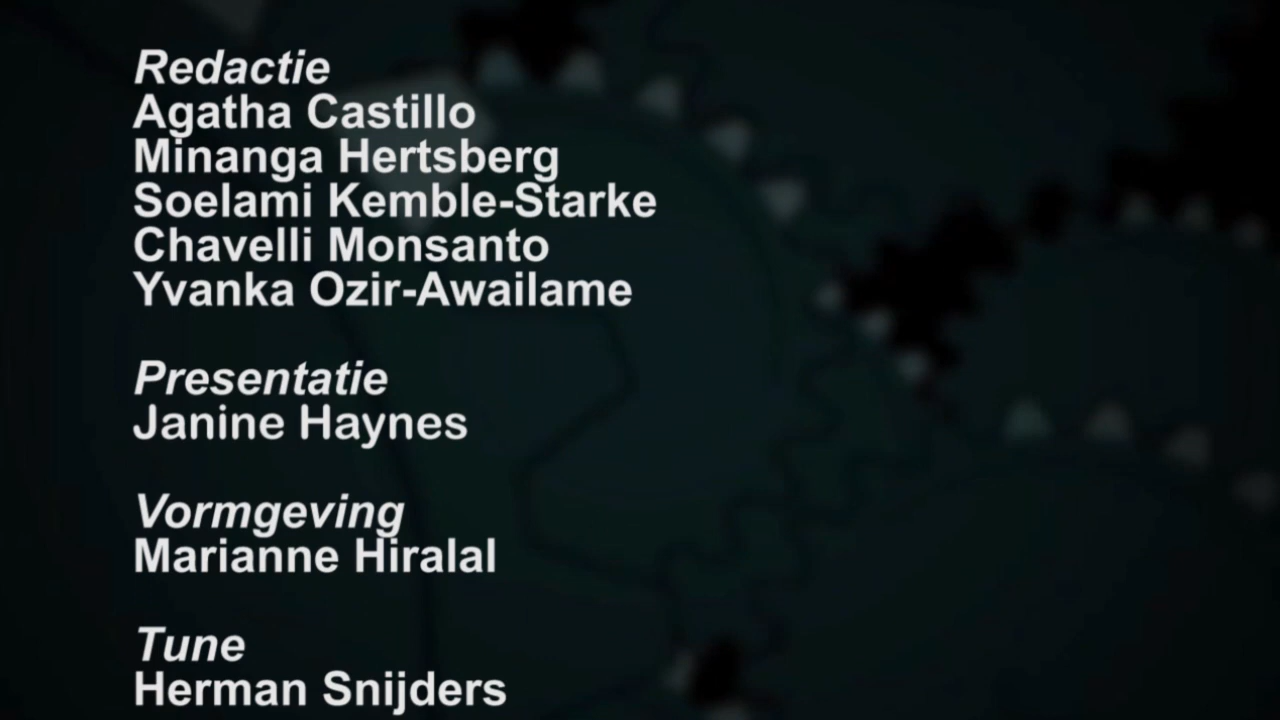 Redactie
Agatha Castillo
Minanga Hertsberg
Soelami Kemble-Starke
Chavelli Monsanto
Yvanka Ozir-Awailame
Presentatie
Janine Haynes
Vormgeving
Marianne Hiralal
Tune
Herman Snijders